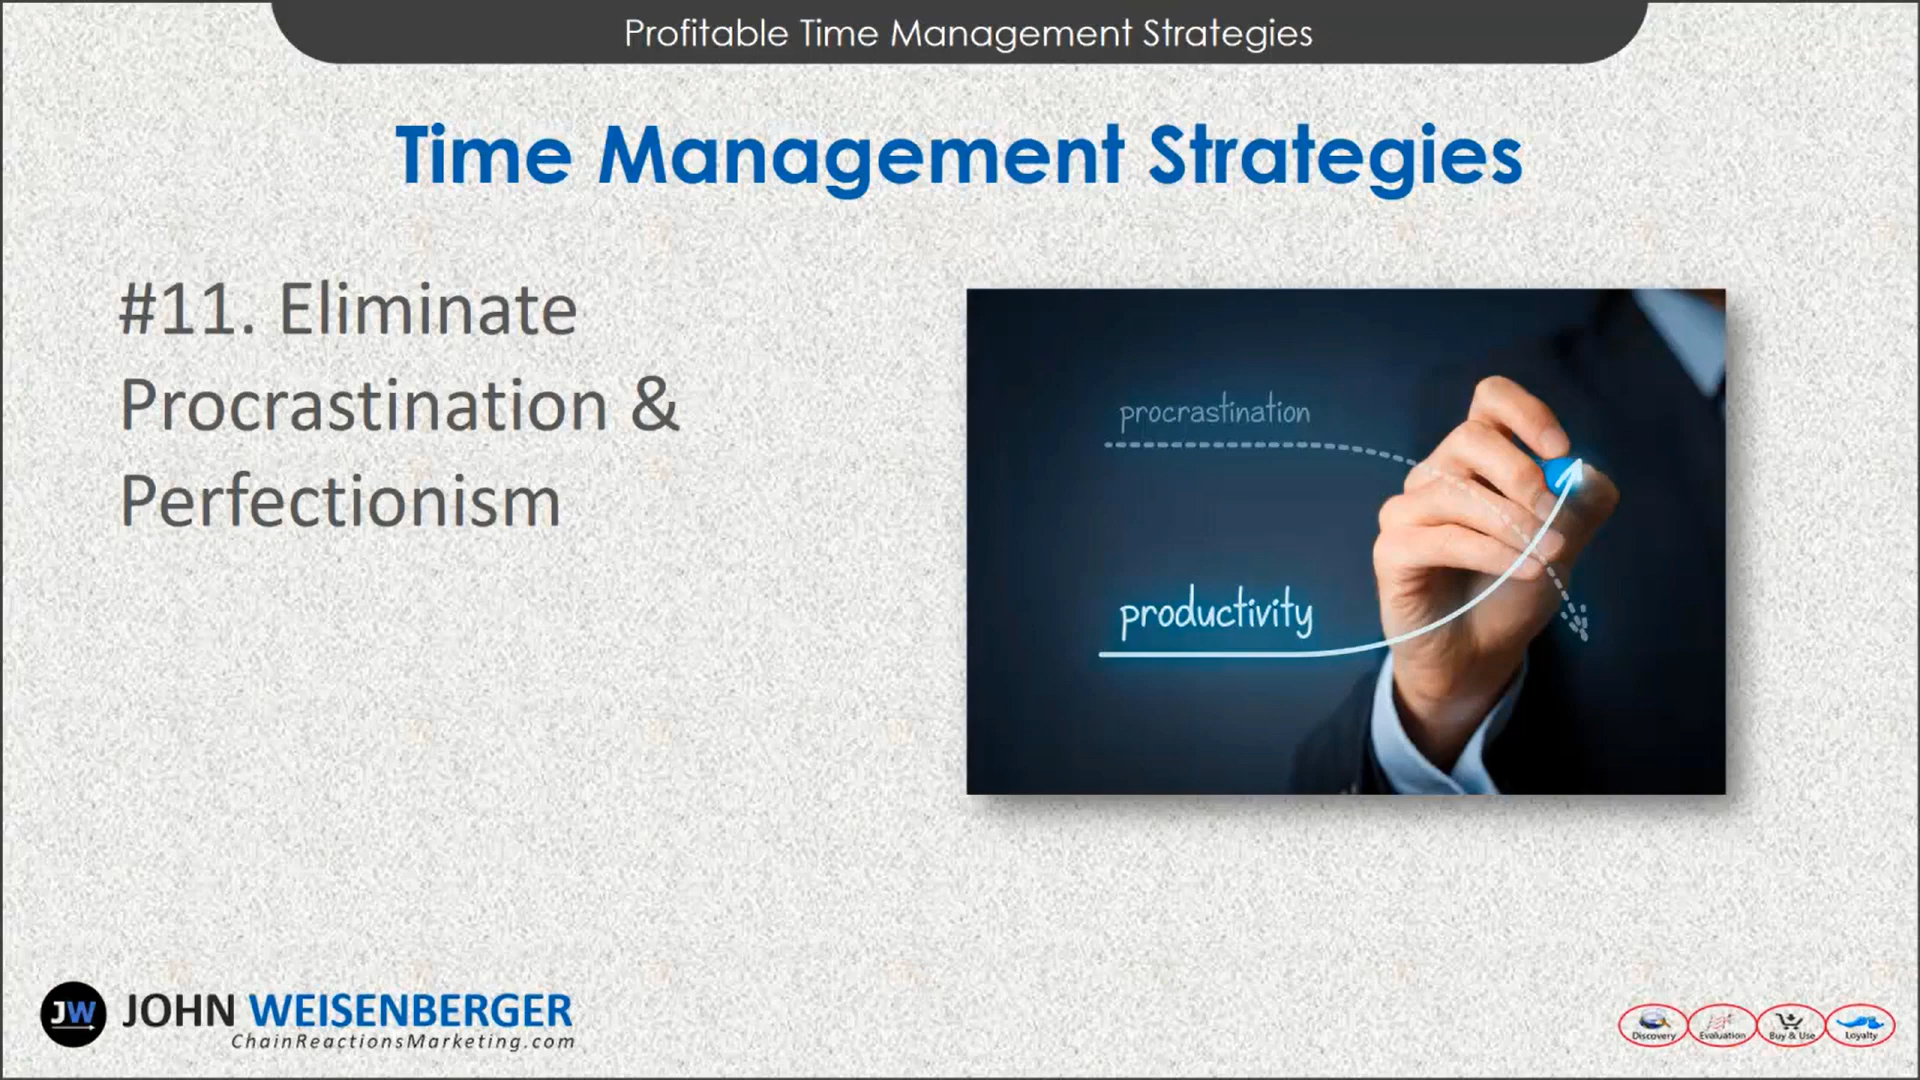 Profitable Time Management Strategies
Time Management Strategies
#11. Eliminate
Procrastination &
Perfectionism
procrastination
productivity
JW
JOHN WEISENBERGER
ChainReactionsMarketing.com
Discovery
Evaluation
Buy & Use
Loyalty